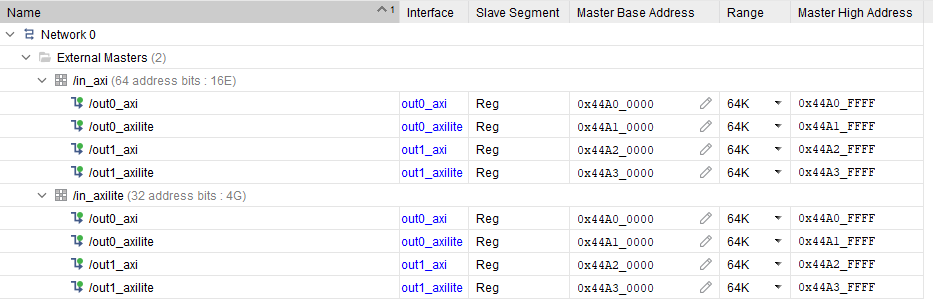 Name 1 Interface Slave Segment Master Base Address Range Master High Address
Network 0
External Masters (2)
/in_axi (64 address bits : 16E)
/out0_axi out0_axi Reg 0x44A0_0000 64K 0x44A0_FFFF
/out0_axilite out0_axilite Reg 0x44A1_0000 64K 0x44A1_FFFF
/out1_axi out1_axi Reg 0x44A2_0000 64K 0x44A2_FFFF
/out1_axilite out1_axilite Reg 0x44A3_0000 64K 0x44A3_FFFF
/in_axilite (32 address bits : 4G)
/out0_axi out0_axi Reg 0x44A0_0000 64K 0x44A0_FFFF
/out0_axilite out0_axilite Reg 0x44A1_0000 64K 0x44A1_FFFF
/out1_axi out1_axi Reg 0x44A2_0000 64K 0x44A2_FFFF
/out1_axilite out1_axilite Reg 0x44A3_0000 64K 0x44A3_FFFF